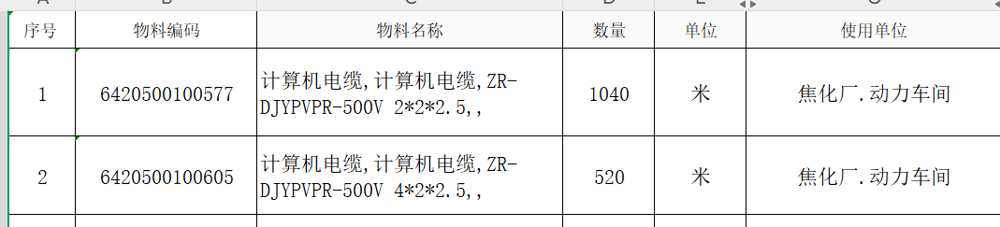 序号 物料编码 物料名称 数量 单位 使用单位
1 6420500100577 计算机电缆,计算机电缆,ZR-
DJYPVPR-500V 2*2*2.5,, 1040 米 焦化厂.动力车间
2 6420500100605 计算机电缆,计算机电缆,ZR-
DJYPVPR-500V 4*2*2.5,, 520 米 焦化厂.动力车间